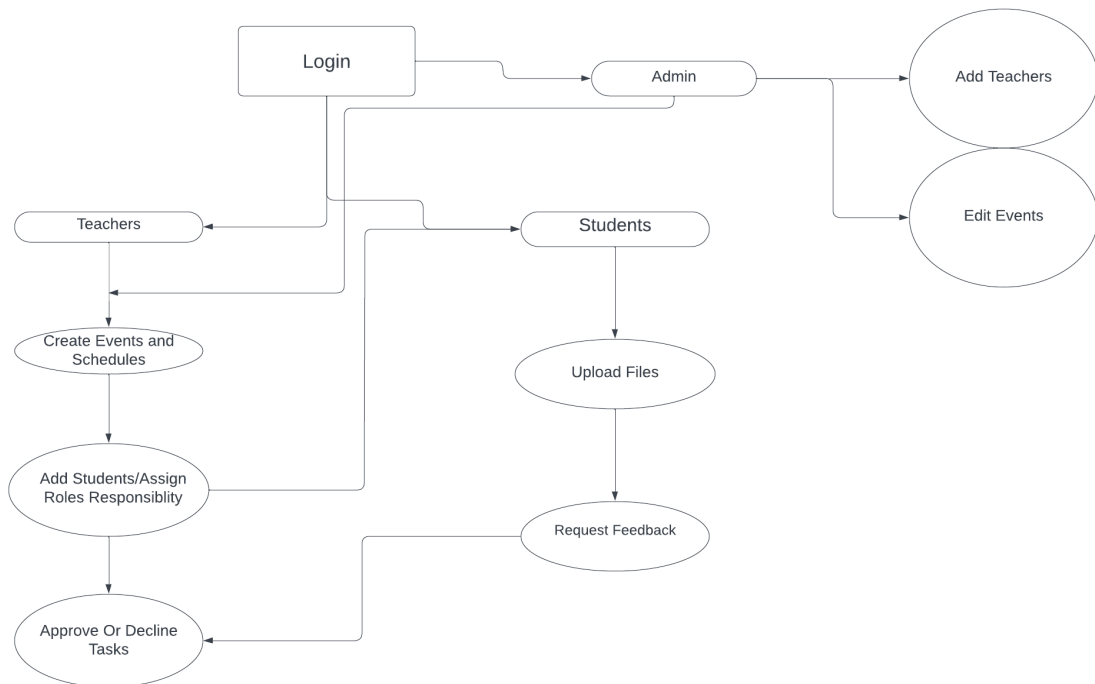 Login
Admin
Add Teachers
Teachers
Students
Edit Events
Create Events and
Schedules
Upload Files
Add Students/Assign
Roles Responsiblity
Request Feedback
Approve Or Decline
Tasks